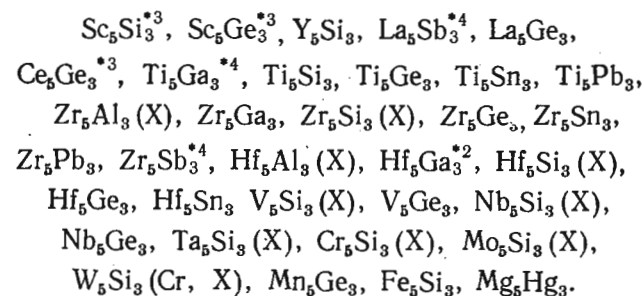 Sc₅Si₃*³, Sc₅Ge₃*³, Y₅Si₃, La₅Sb₃*⁴, La₅Ge₃,
Ce₅Ge₃*³, Ti₅Ga₃*⁴, Ti₅Si₃, Ti₅Ge₃, Ti₅Sn₃, Ti₅Pb₃,
Zr₅Al₃ (X), Zr₅Ga₃, Zr₅Si₃ (X), Zr₅Ge₃, Zr₅Sn₃,
Zr₅Pb₃, Zr₅Sb₃*⁴, Hf₅Al₃ (X), Hf₅Ga₃*², Hf₅Si₃ (X),
Hf₅Ge₃, Hf₅Sn₃ V₅Si₃ (X), V₅Ge₃, Nb₅Si₃ (X),
Nb₅Ge₃, Ta₅Si₃ (X), Cr₅Si₃ (X), Mo₅Si₃ (X),
W₅Si₃ (Cr, X), Mn₅Ge₃, Fe₅Si₃, Mg₅Hg₃.